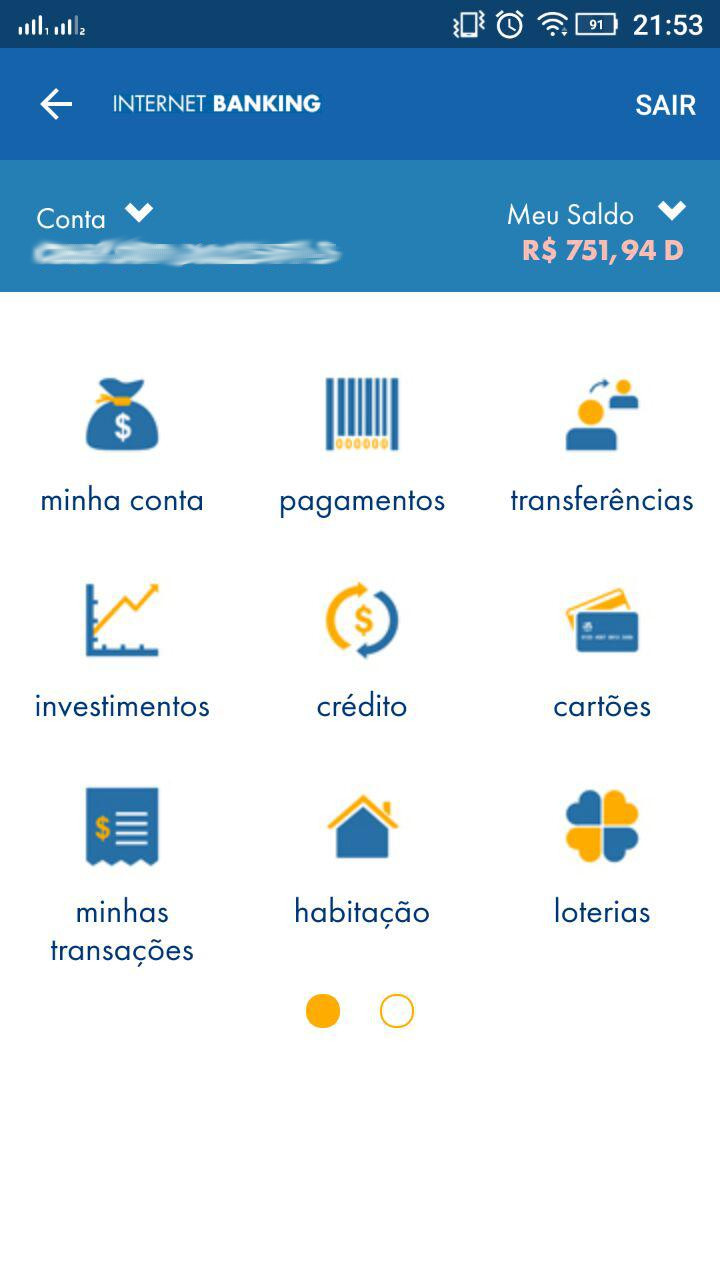 91 21:53
INTERNET BANKING SAIR
Conta Meu Saldo
R$ 751,94 D
minha conta pagamentos transferências
investimentos crédito cartões
minhas transações habitação loterias